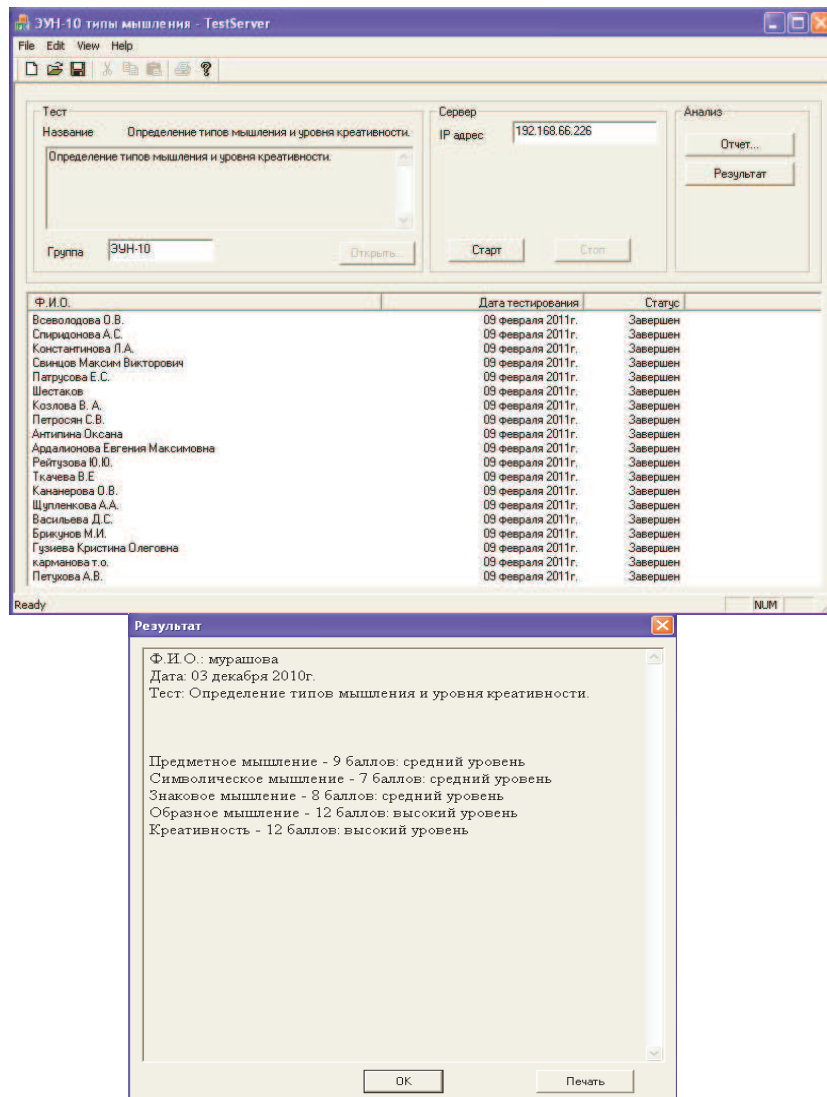 ЭУН-10 типы мышления - TestServer
File Edit View Help
Тест
Название Определение типов мышления и уровня креативности.
Определение типов мышления и уровня креативности.
Группа ЭУН-10 Открыть...
Сервер
IP адрес 192.168.66.226
Старт Стоп
Анализ
Отчет...
Результат
Ф.И.О. Дата тестирования Статус
Всеволодова О.В. 09 февраля 2011г. Завершен
Спиридонова А.С. 09 февраля 2011г. Завершен
Константинова Л.А. 09 февраля 2011г. Завершен
Свинцов Максим Викторович 09 февраля 2011г. Завершен
Патрусова Е.С. 09 февраля 2011г. Завершен
Шестаков 09 февраля 2011г. Завершен
Козлова В. А. 09 февраля 2011г. Завершен
Петросян С.В. 09 февраля 2011г. Завершен
Антипина Оксана 09 февраля 2011г. Завершен
Ардалионова Евгения Максимовна 09 февраля 2011г. Завершен
Рейтузова Ю.Ю. 09 февраля 2011г. Завершен
Ткачева В.Е 09 февраля 2011г. Завершен
Кананерова О.В. 09 февраля 2011г. Завершен
Щупленкова А.А. 09 февраля 2011г. Завершен
Васильева Д.С. 09 февраля 2011г. Завершен
Брикунов М.И. 09 февраля 2011г. Завершен
Гузиева Кристина Олеговна 09 февраля 2011г. Завершен
карманова т.о. 09 февраля 2011г. Завершен
Петухова А.В. 09 февраля 2011г. Завершен
Ready NUM
Результат
Ф.И.О.: мурашова
Дата: 03 декабря 2010г.
Тест: Определение типов мышления и уровня креативности.
Предметное мышление - 9 баллов: средний уровень
Символическое мышление - 7 баллов: средний уровень
Знаковое мышление - 8 баллов: средний уровень
Образное мышление - 12 баллов: высокий уровень
Креативность - 12 баллов: высокий уровень
OK Печать